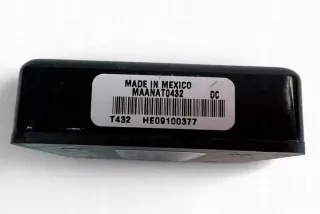 MADE IN MEXICO
MAANAT0432 DC
T432 HE09100377